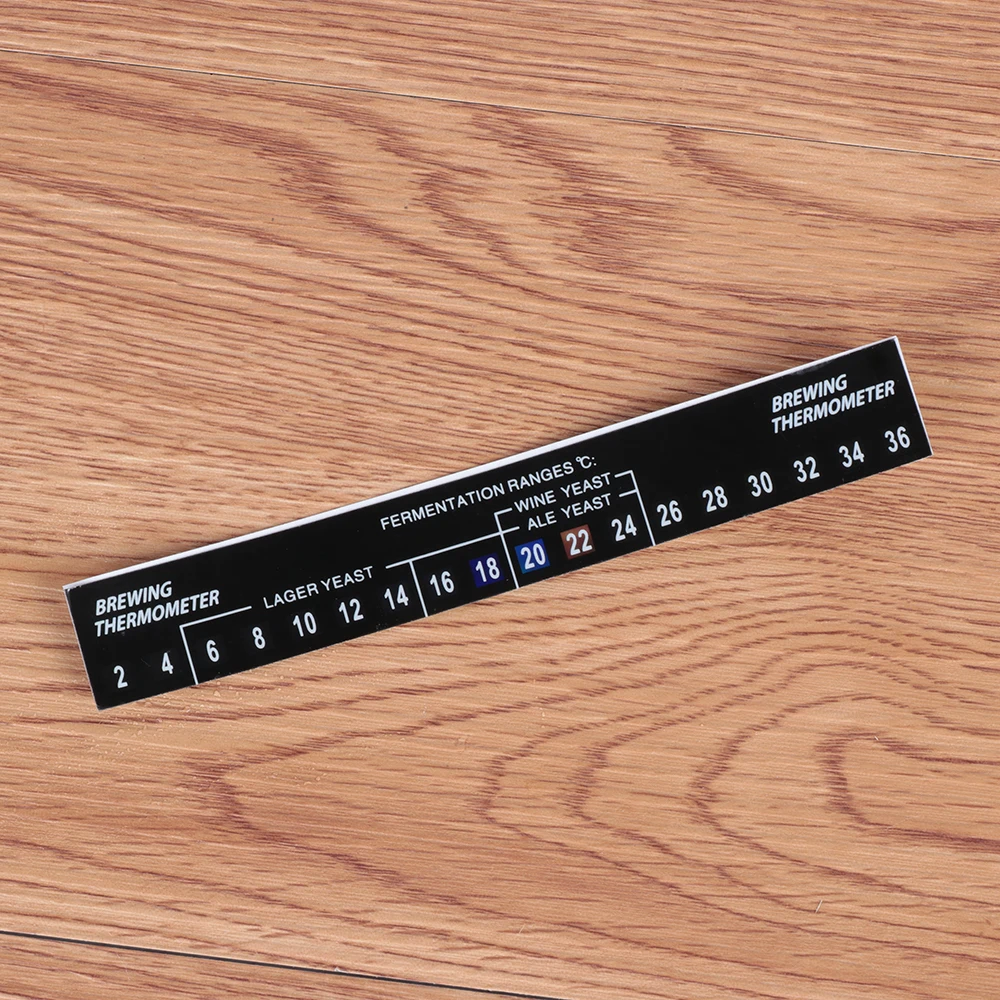 BREWING
THERMOMETER
FERMENTATION RANGES °C:
WINE YEAST
ALE YEAST
LAGER YEAST
BREWING
THERMOMETER
2 4 6 8 10 12 14 16 18 20 22 24 26 28 30 32 34 36